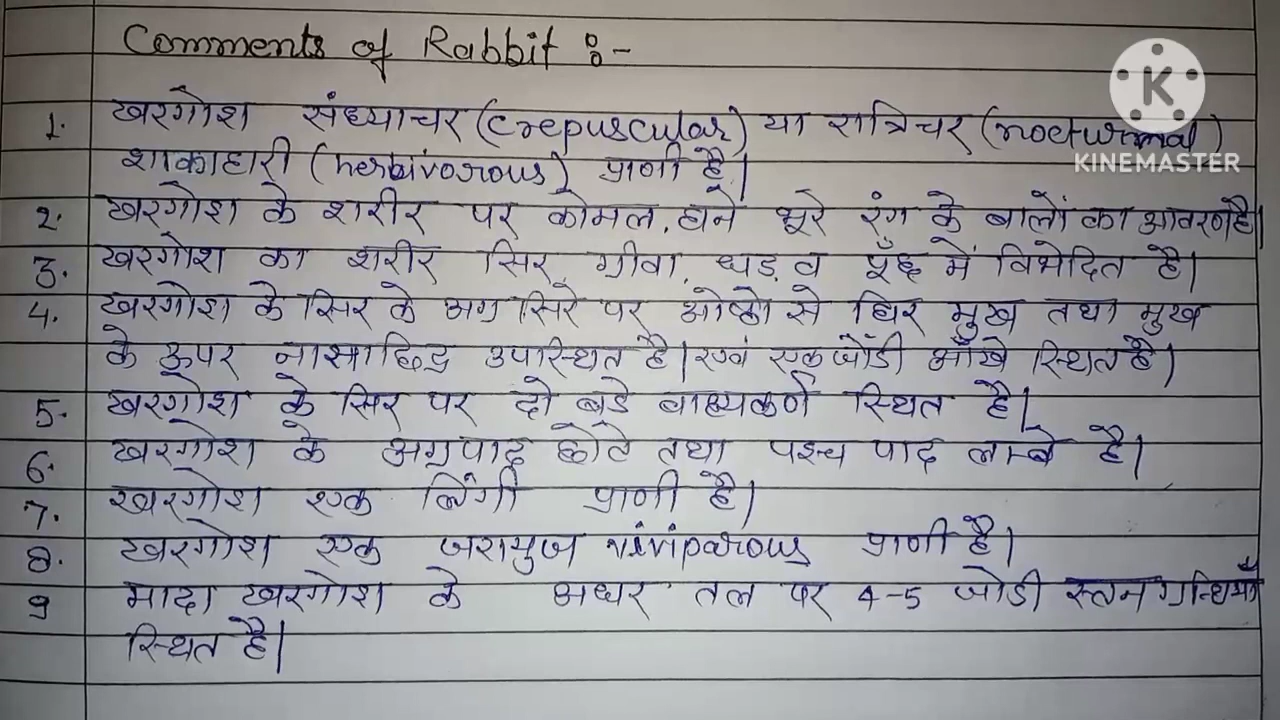 Comments of Rabbit :-
1. खरगोश संध्याचर (crepuscular) या रात्रिचर (nocturnal)
शाकाहारी (herbivorous) प्राणी है।
2. खरगोश के शरीर पर कोमल, घने भूरे रंग के बालों का आवरण है।
3. खरगोश का शरीर सिर, ग्रीवा, धड़ व पूँछ में विभेदित है।
4. खरगोश के सिर के अग्र सिरे पर ओष्ठो से घिर मुख तथा मुख
के ऊपर नासाछिद्र उपस्थित है। एवं एक जोडी आँखे स्थित है।
5. खरगोश के सिर पर दो बडे बाह्यकर्ण स्थित है।
6. खरगोश के अग्रपाद छोटे तथा पश्च पाद लम्बे है।
7. खरगोश एक लिंगी प्राणी है।
8. खरगोश एक जरायुज viviparous प्राणी है।
9 मादा खरगोश के अधर तल पर 4-5 जोडी स्तन ग्रन्थियाँ
स्थित है।
K
KINEMASTER